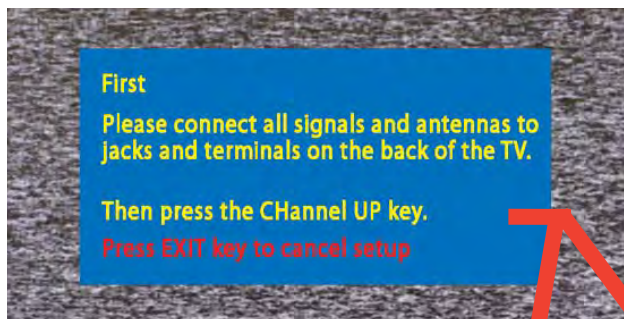 First
Please connect all signals and antennas to
jacks and terminals on the back of the TV.
Then press the CHannel UP key.
Press EXIT key to cancel setup